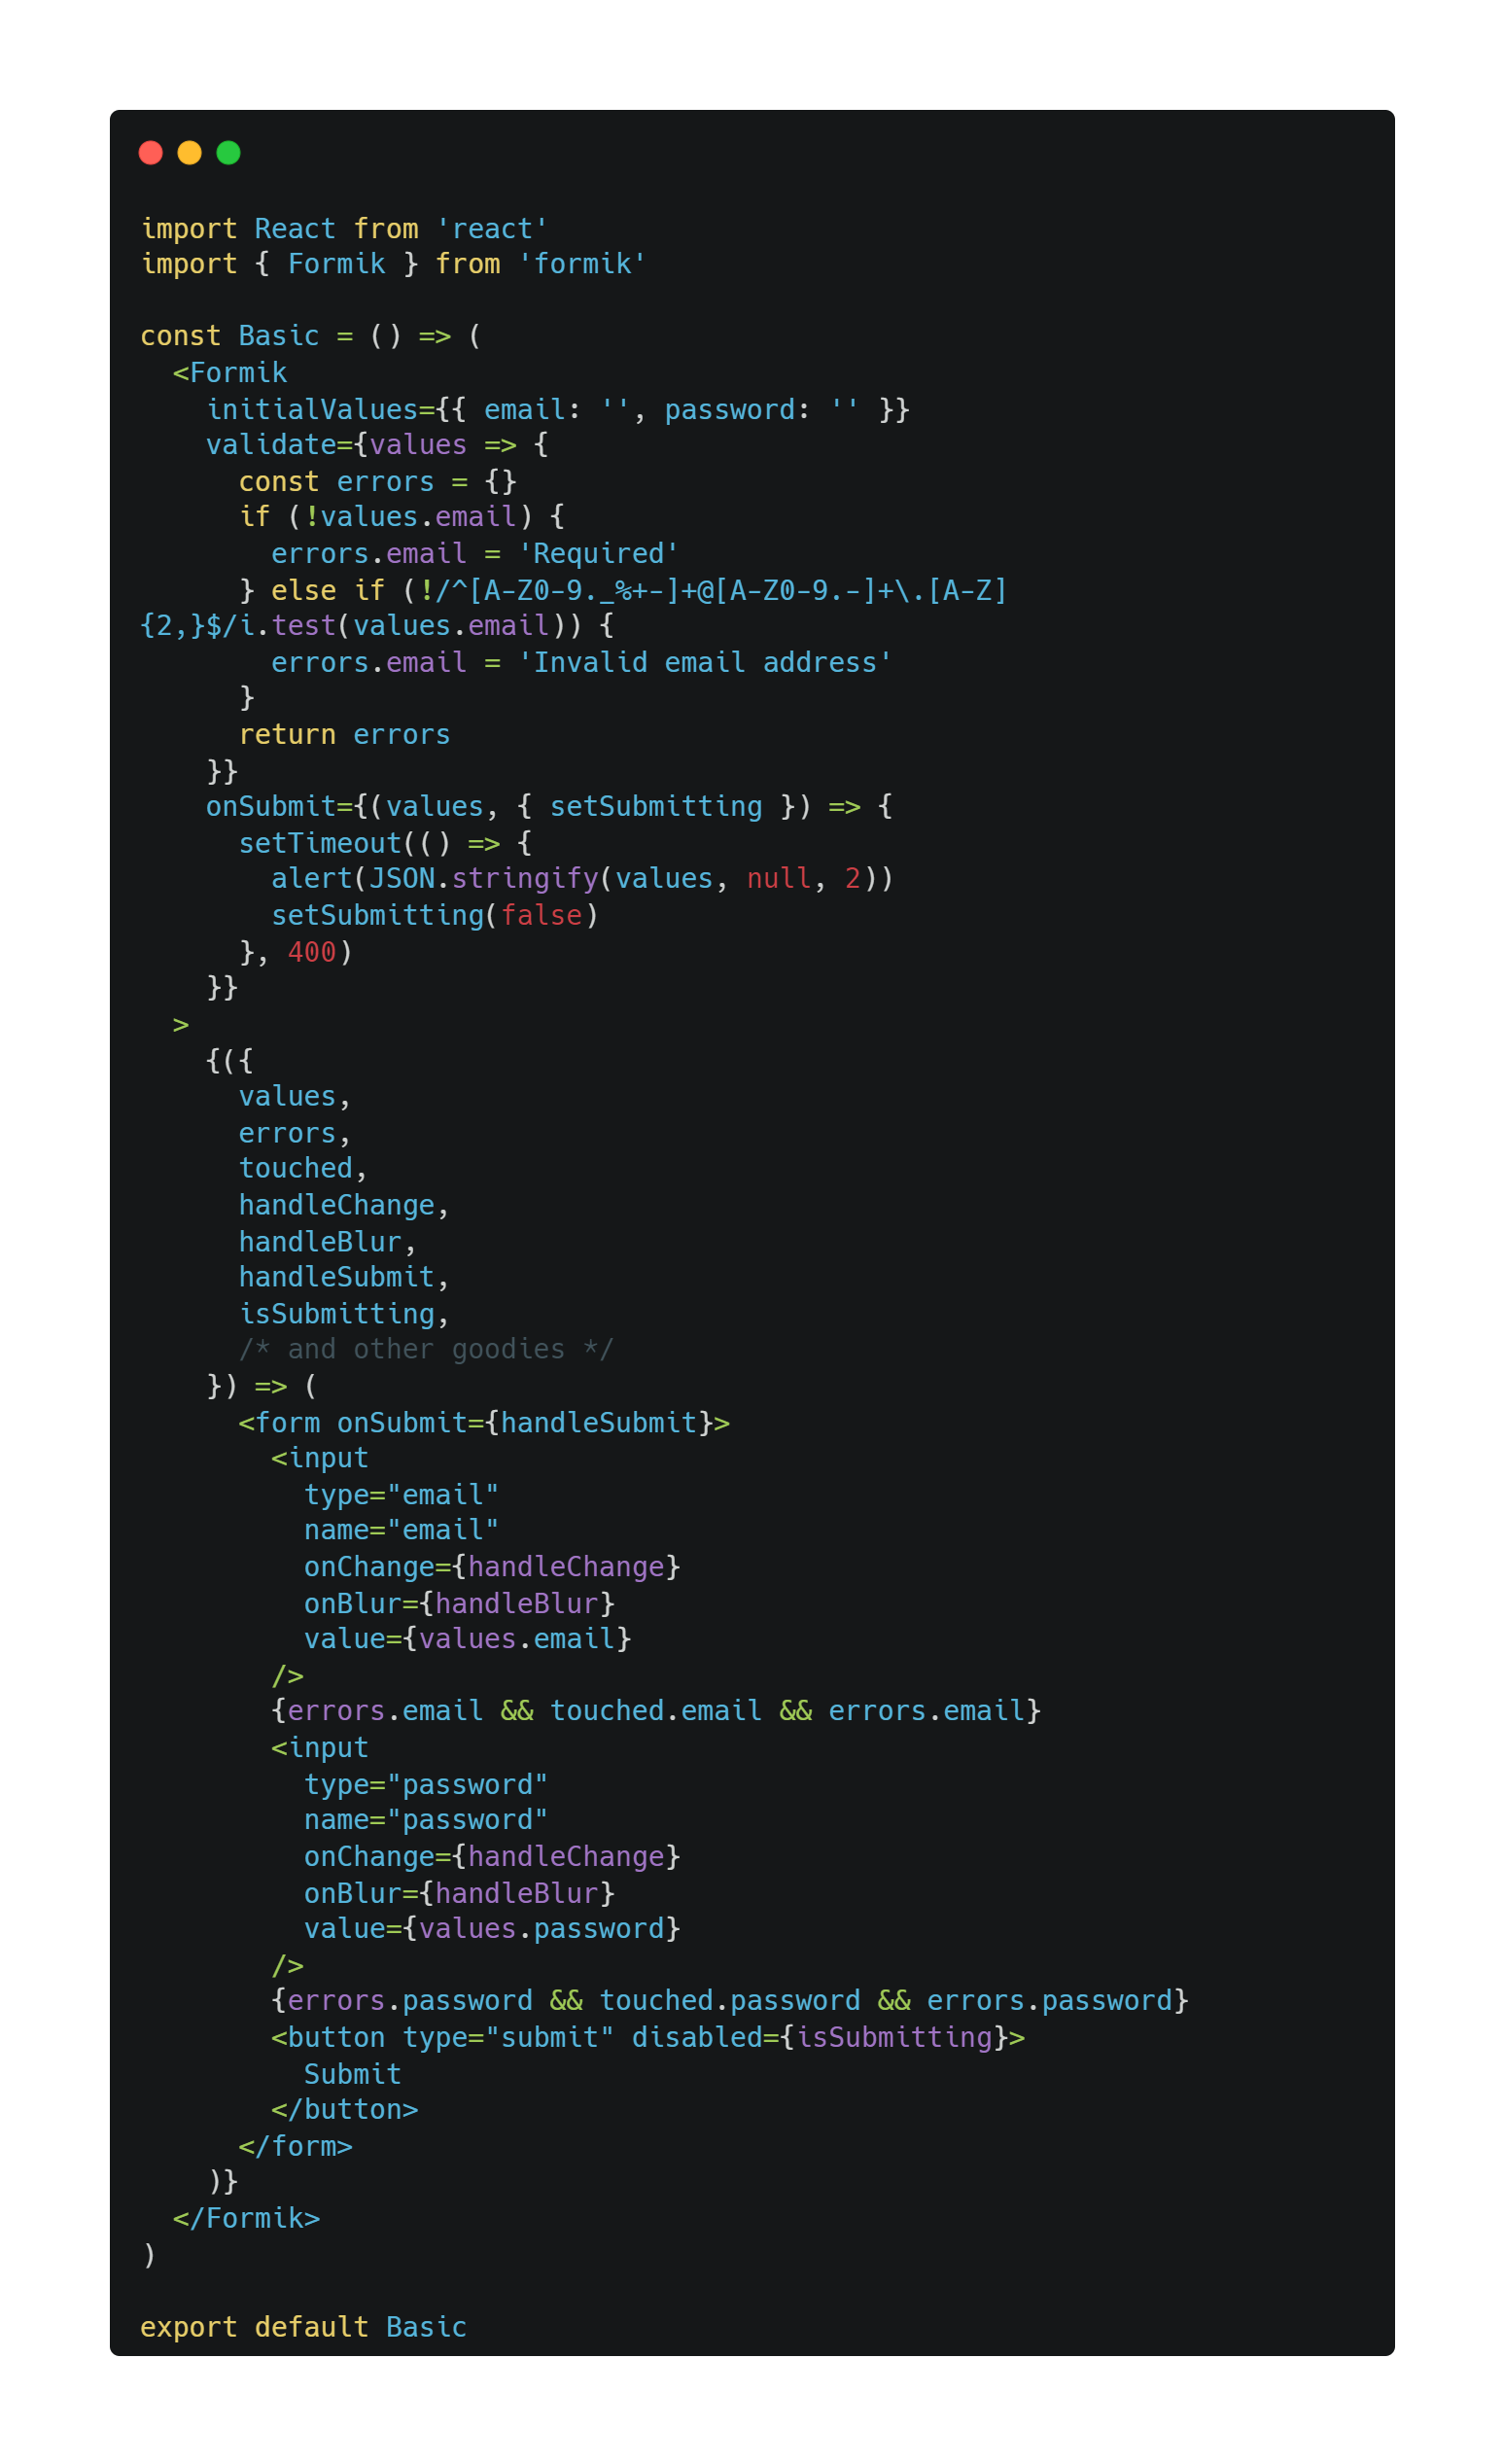 import React from 'react'
import { Formik } from 'formik'

const Basic = () => (
  <Formik
    initialValues={{ email: '', password: '' }}
    validate={values => {
      const errors = {}
      if (!values.email) {
        errors.email = 'Required'
      } else if (!/^[A-Z0-9._%+-]+@[A-Z0-9.-]+\.[A-Z]
{2,}$/i.test(values.email)) {
        errors.email = 'Invalid email address'
      }
      return errors
    }}
    onSubmit={(values, { setSubmitting }) => {
      setTimeout(() => {
        alert(JSON.stringify(values, null, 2))
        setSubmitting(false)
      }, 400)
    }}
  >
    {({
      values,
      errors,
      touched,
      handleChange,
      handleBlur,
      handleSubmit,
      isSubmitting,
      /* and other goodies */
    }) => (
      <form onSubmit={handleSubmit}>
        <input
          type="email"
          name="email"
          onChange={handleChange}
          onBlur={handleBlur}
          value={values.email}
        />
        {errors.email && touched.email && errors.email}
        <input
          type="password"
          name="password"
          onChange={handleChange}
          onBlur={handleBlur}
          value={values.password}
        />
        {errors.password && touched.password && errors.password}
        <button type="submit" disabled={isSubmitting}>
          Submit
        </button>
      </form>
    )}
  </Formik>
)

export default Basic